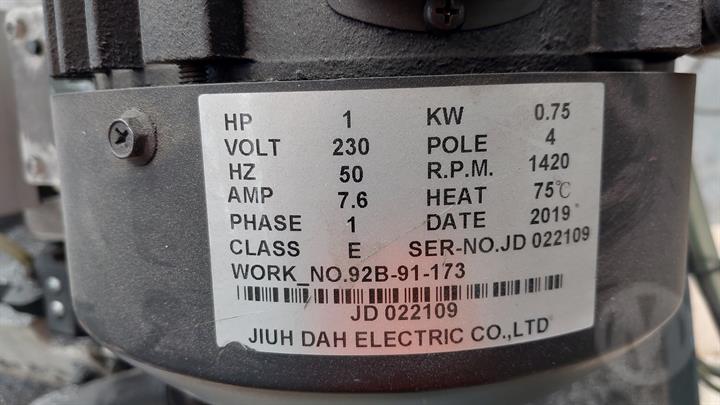 HP 1 KW 0.75
VOLT 230 POLE 4
HZ 50 R.P.M. 1420
AMP 7.6 HEAT 75℃
PHASE 1 DATE 2019
CLASS E SER-NO.JD 022109
WORK_NO.92B-91-173
JD 022109
JIUH DAH ELECTRIC CO.,LTD